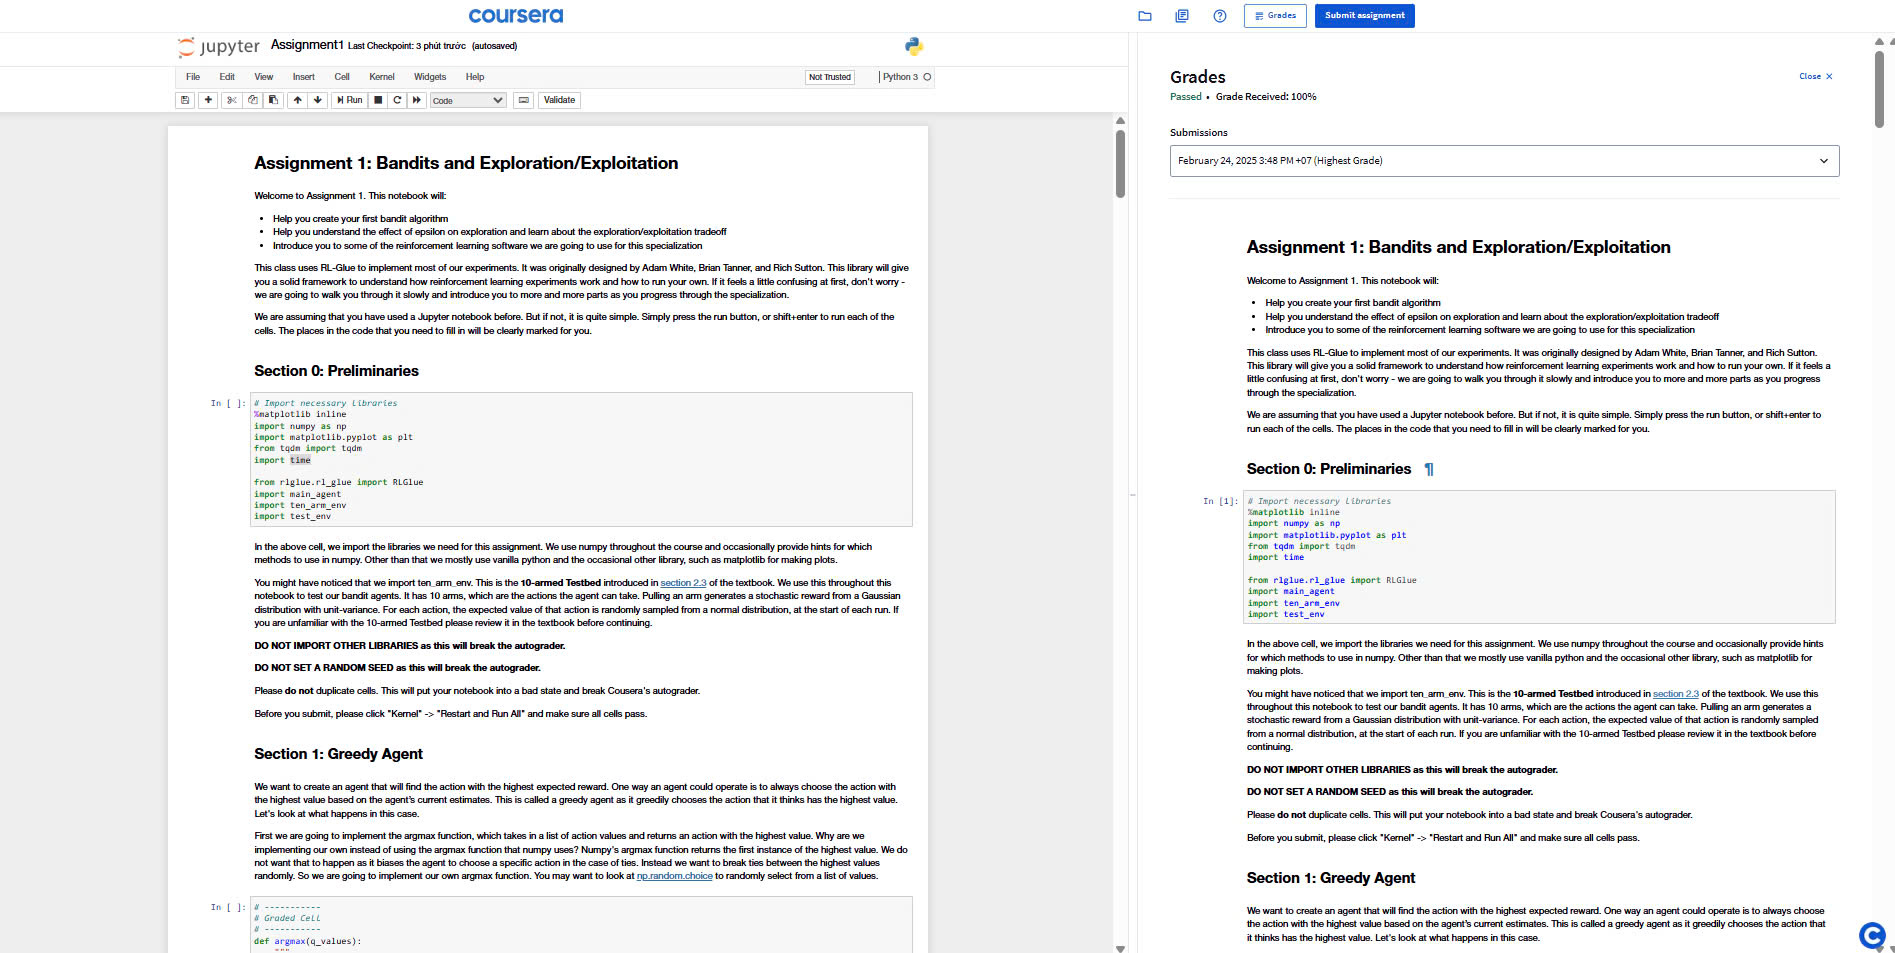 coursera
Grades
Submit assignment
jupyter Assignment1 Last Checkpoint: 3 phút trước (autosaved)
File Edit View Insert Cell Kernel Widgets Help
Not Trusted
Python 3
Run
Code
Validate
Assignment 1: Bandits and Exploration/Exploitation
Welcome to Assignment 1. This notebook will:
• Help you create your first bandit algorithm
• Help you understand the effect of epsilon on exploration and learn about the exploration/exploitation tradeoff
• Introduce you to some of the reinforcement learning software we are going to use for this specialization
This class uses RL-Glue to implement most of our experiments. It was originally designed by Adam White, Brian Tanner, and Rich Sutton. This library will give
you a solid framework to understand how reinforcement learning experiments work and how to run your own. If it feels a little confusing at first, don't worry -
we are going to walk you through it slowly and introduce you to more and more parts as you progress through the specialization.
We are assuming that you have used a Jupyter notebook before. But if not, it is quite simple. Simply press the run button, or shift+enter to run each of the
cells. The places in the code that you need to fill in will be clearly marked for you.
Section 0: Preliminaries
In [ ]: # Import necessary libraries
%matplotlib inline
import numpy as np
import matplotlib.pyplot as plt
from tqdm import tqdm
import time
from rlglue.rl_glue import RLGlue
import main_agent
import ten_arm_env
import test_env
In the above cell, we import the libraries we need for this assignment. We use numpy throughout the course and occasionally provide hints for which
methods to use in numpy. Other than that we mostly use vanilla python and the occasional other library, such as matplotlib for making plots.
You might have noticed that we import ten_arm_env. This is the 10-armed Testbed introduced in section 2.3 of the textbook. We use this throughout this
notebook to test our bandit agents. It has 10 arms, which are the actions the agent can take. Pulling an arm generates a stochastic reward from a Gaussian
distribution with unit-variance. For each action, the expected value of that action is randomly sampled from a normal distribution, at the start of each run. If
you are unfamiliar with the 10-armed Testbed please review it in the textbook before continuing.
DO NOT IMPORT OTHER LIBRARIES as this will break the autograder.
DO NOT SET A RANDOM SEED as this will break the autograder.
Please do not duplicate cells. This will put your notebook into a bad state and break Cousera's autograder.
Before you submit, please click "Kernel" -> "Restart and Run All" and make sure all cells pass.
Section 1: Greedy Agent
We want to create an agent that will find the action with the highest expected reward. One way an agent could operate is to always choose the action with
the highest value based on the agent's current estimates. This is called a greedy agent as it greedily chooses the action that it thinks has the highest value.
Let's look at what happens in this case.
First we are going to implement the argmax function, which takes in a list of action values and returns an action with the highest value. Why are we
implementing our own instead of using the argmax function that numpy uses? Numpy's argmax function returns the first instance of the highest value. We do
not want that to happen as it biases the agent to choose a specific action in the case of ties. Instead we want to break ties between the highest values
randomly. So we are going to implement our own argmax function. You may want to look at np.random.choice to randomly select from a list of values.
In [ ]: # -----------
# Graded Cell
# -----------
def argmax(q_values):
"""
Grades
Close ×
Passed • Grade Received: 100%
Submissions
February 24, 2025 3:48 PM +07 (Highest Grade)
Assignment 1: Bandits and Exploration/Exploitation
Welcome to Assignment 1. This notebook will:
• Help you create your first bandit algorithm
• Help you understand the effect of epsilon on exploration and learn about the exploration/exploitation tradeoff
• Introduce you to some of the reinforcement learning software we are going to use for this specialization
This class uses RL-Glue to implement most of our experiments. It was originally designed by Adam White, Brian Tanner, and Rich Sutton.
This library will give you a solid framework to understand how reinforcement learning experiments work and how to run your own. If it feels a
little confusing at first, don't worry - we are going to walk you through it slowly and introduce you to more and more parts as you progress
through the specialization.
We are assuming that you have used a Jupyter notebook before. But if not, it is quite simple. Simply press the run button, or shift+enter to
run each of the cells. The places in the code that you need to fill in will be clearly marked for you.
Section 0: Preliminaries ¶
In [1]: # Import necessary libraries
%matplotlib inline
import numpy as np
import matplotlib.pyplot as plt
from tqdm import tqdm
import time
from rlglue.rl_glue import RLGlue
import main_agent
import ten_arm_env
import test_env
In the above cell, we import the libraries we need for this assignment. We use numpy throughout the course and occasionally provide hints
for which methods to use in numpy. Other than that we mostly use vanilla python and the occasional other library, such as matplotlib for
making plots.
You might have noticed that we import ten_arm_env. This is the 10-armed Testbed introduced in section 2.3 of the textbook. We use this
throughout this notebook to test our bandit agents. It has 10 arms, which are the actions the agent can take. Pulling an arm generates a
stochastic reward from a Gaussian distribution with unit-variance. For each action, the expected value of that action is randomly sampled
from a normal distribution, at the start of each run. If you are unfamiliar with the 10-armed Testbed please review it in the textbook before
continuing.
DO NOT IMPORT OTHER LIBRARIES as this will break the autograder.
DO NOT SET A RANDOM SEED as this will break the autograder.
Please do not duplicate cells. This will put your notebook into a bad state and break Cousera's autograder.
Before you submit, please click "Kernel" -> "Restart and Run All" and make sure all cells pass.
Section 1: Greedy Agent
We want to create an agent that will find the action with the highest expected reward. One way an agent could operate is to always choose
the action with the highest value based on the agent's current estimates. This is called a greedy agent as it greedily chooses the action that
it thinks has the highest value. Let's look at what happens in this case.